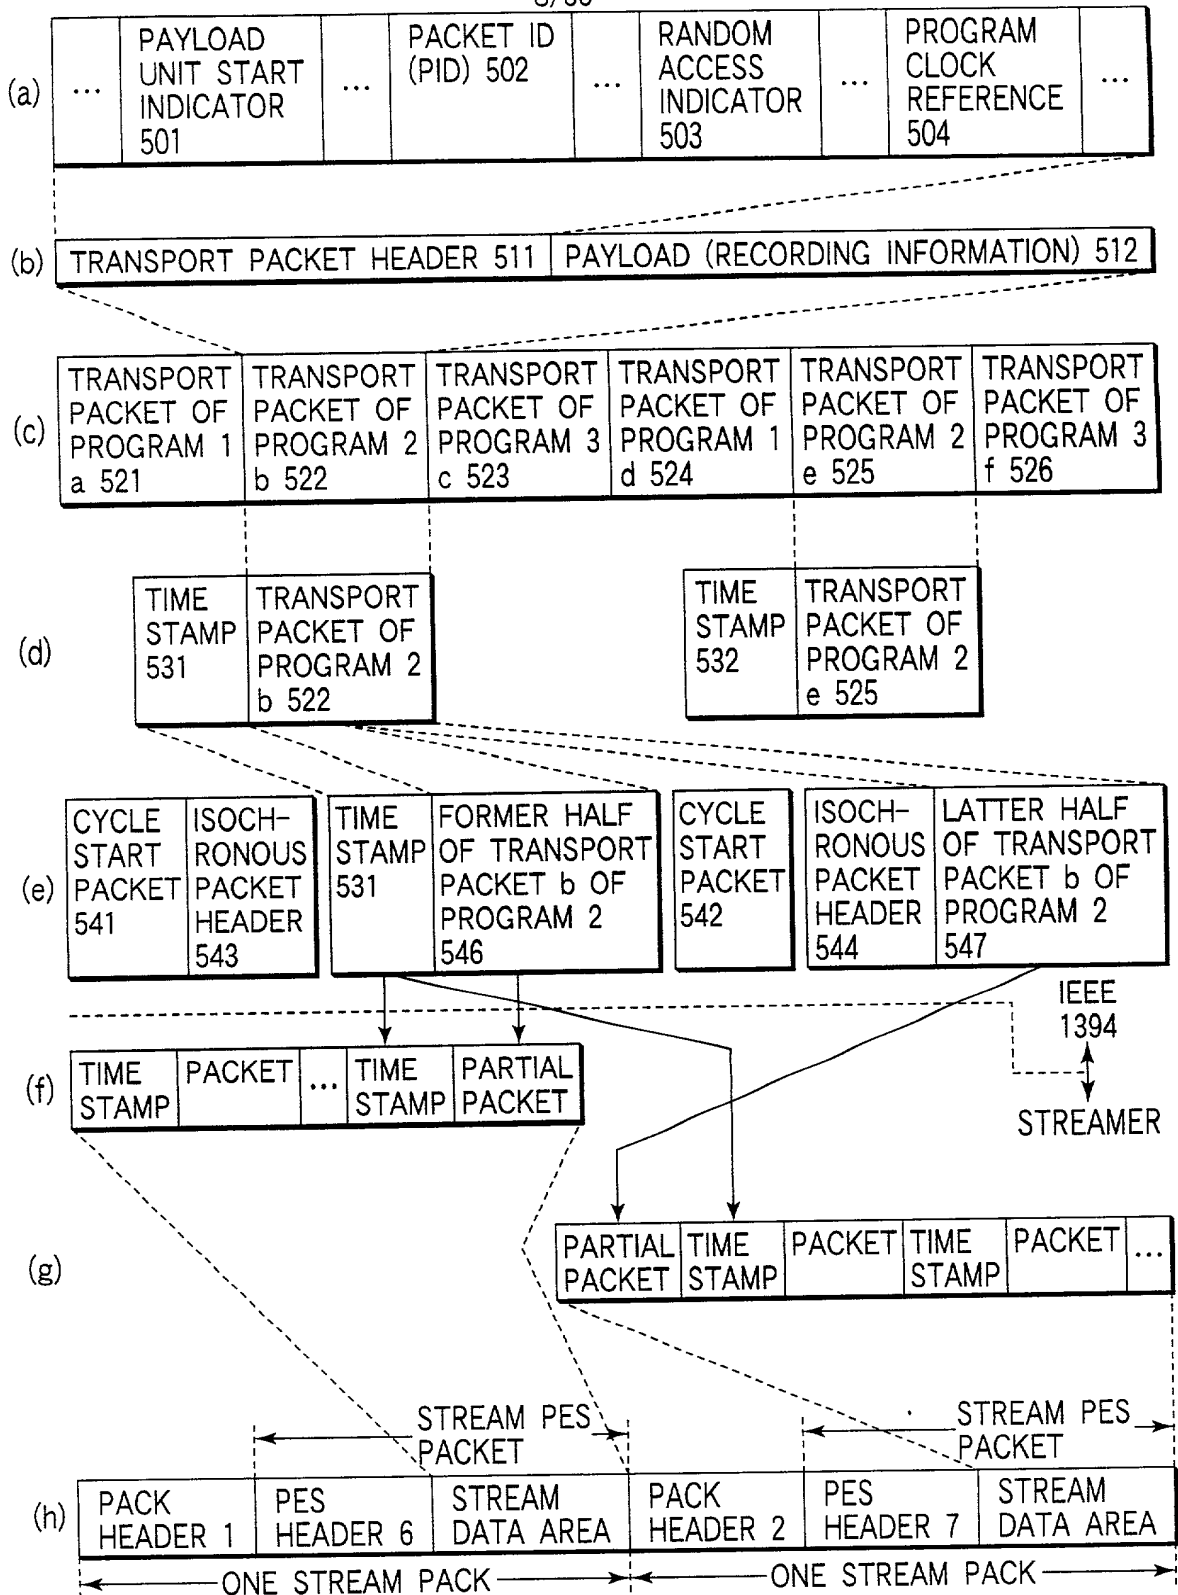 (a)
...
PAYLOAD
UNIT START
INDICATOR
501
...
PACKET ID
(PID) 502
...
RANDOM
ACCESS
INDICATOR
503
...
PROGRAM
CLOCK
REFERENCE
504
...
(b)
TRANSPORT PACKET HEADER 511
PAYLOAD (RECORDING INFORMATION) 512
(c)
TRANSPORT
PACKET OF
PROGRAM 1
a 521
TRANSPORT
PACKET OF
PROGRAM 2
b 522
TRANSPORT
PACKET OF
PROGRAM 3
c 523
TRANSPORT
PACKET OF
PROGRAM 1
d 524
TRANSPORT
PACKET OF
PROGRAM 2
e 525
TRANSPORT
PACKET OF
PROGRAM 3
f 526
(d)
TIME
STAMP
531
TRANSPORT
PACKET OF
PROGRAM 2
b 522
TIME
STAMP
532
TRANSPORT
PACKET OF
PROGRAM 2
e 525
(e)
CYCLE
START
PACKET
541
ISOCH-
RONOUS
PACKET
HEADER
543
TIME
STAMP
531
FORMER HALF
OF TRANSPORT
PACKET b OF
PROGRAM 2
546
CYCLE
START
PACKET
542
ISOCH-
RONOUS
PACKET
HEADER
544
LATTER HALF
OF TRANSPORT
PACKET b OF
PROGRAM 2
547
IEEE
1394
STREAMER
(f)
TIME
STAMP
PACKET
...
TIME
STAMP
PARTIAL
PACKET
(g)
PARTIAL
PACKET
TIME
STAMP
PACKET
TIME
STAMP
PACKET
...
STREAM PES
PACKET
STREAM PES
PACKET
(h)
PACK
HEADER 1
PES
HEADER 6
STREAM
DATA AREA
PACK
HEADER 2
PES
HEADER 7
STREAM
DATA AREA
ONE STREAM PACK
ONE STREAM PACK